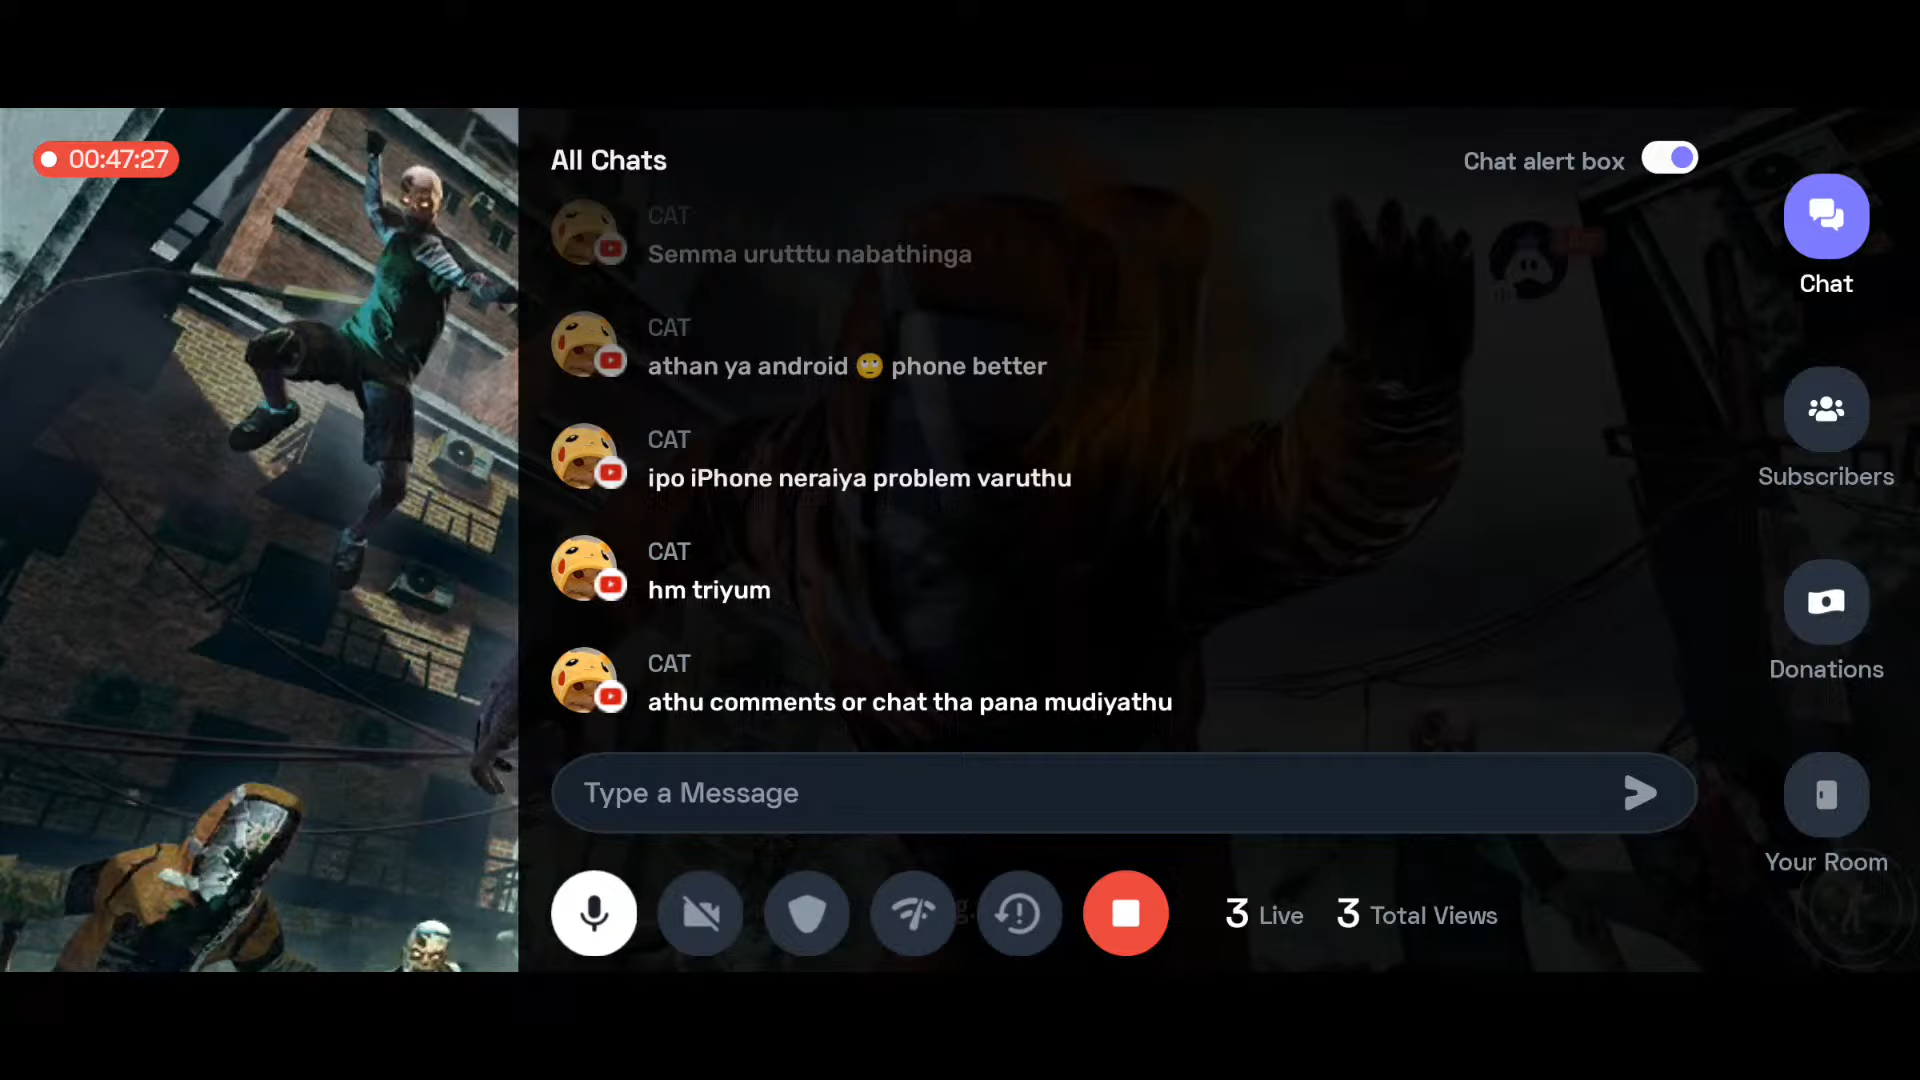 00:47:27
All Chats
Chat alert box
CAT
Semma urutttu nabathinga
CAT
athan ya android 🙄 phone better
CAT
ipo iPhone neraiya problem varuthu
CAT
hm triyum
CAT
athu comments or chat tha pana mudiyathu
Type a Message
3 Live 3 Total Views
Chat
Subscribers
Donations
Your Room